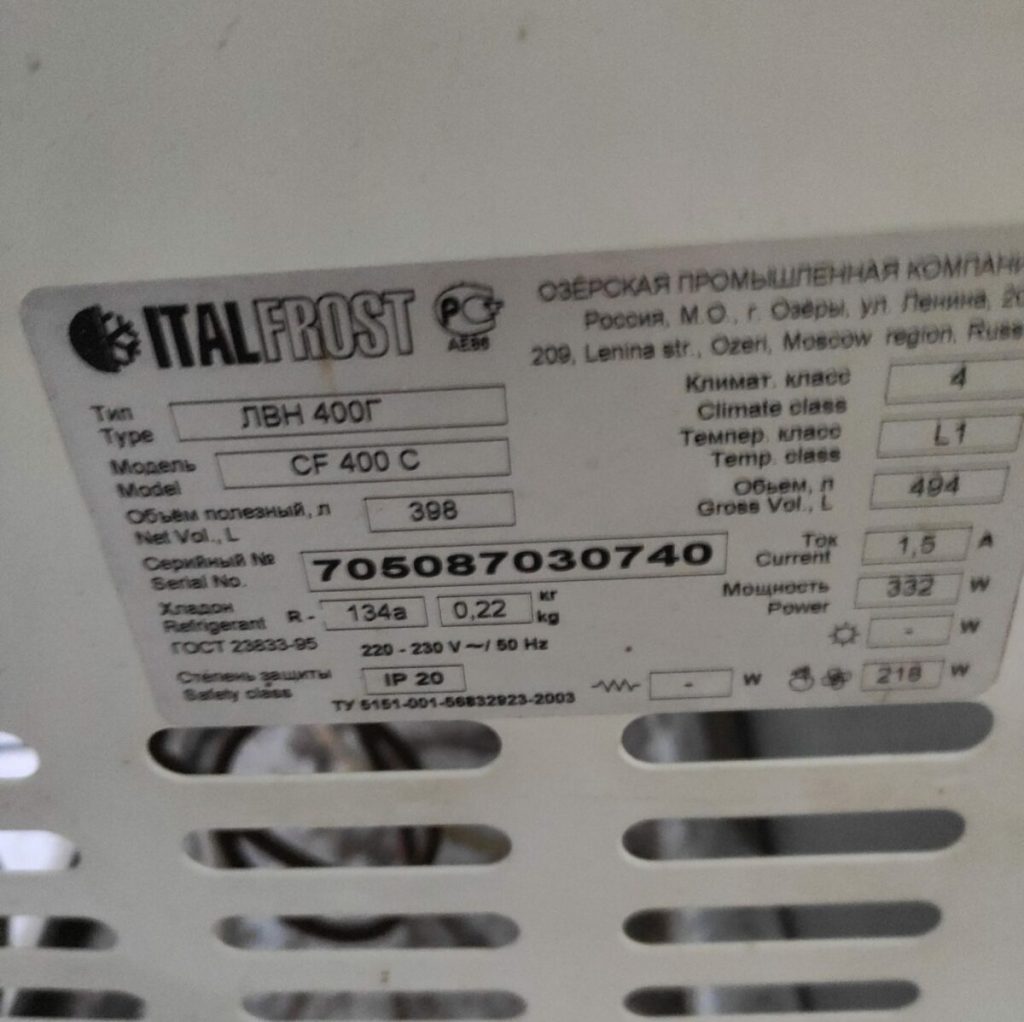 ITALFROST РС АЕ56
ОЗЁРСКАЯ ПРОМЫШЛЕННАЯ
Россия, М.О., г. Озёры, ул. Ленина,
209, Lenina str., Ozeri, Moscow region,
Тип
Type
ЛВН 400Г
Модель
Model
CF 400 C
Объём полезный, л
Net Vol., L
398
Серийный №
Serial No.
705087030740
Хладон
Refrigerant R - 134a 0,22 кг
kg
ГОСТ 23833-95 220 - 230 V ~/ 50 Hz
Степень защиты
Safety class
IP 20
ТУ 5151-001-56832923-2003
Климат. класс
Climate class
4
Темпер. класс
Temp. class
L1
Объем, л
Gross Vol., L
494
Ток
Current
1,5 A
Мощность
Power
332 W
- W
- W
218 W